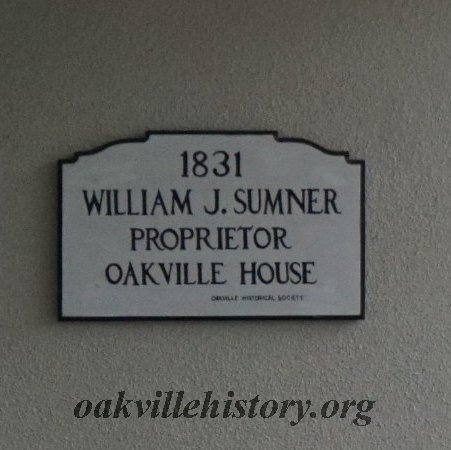 1831
WILLIAM J. SUMNER
PROPRIETOR
OAKVILLE HOUSE
OAKVILLE HISTORICAL SOCIETY
oakvillehistory.org